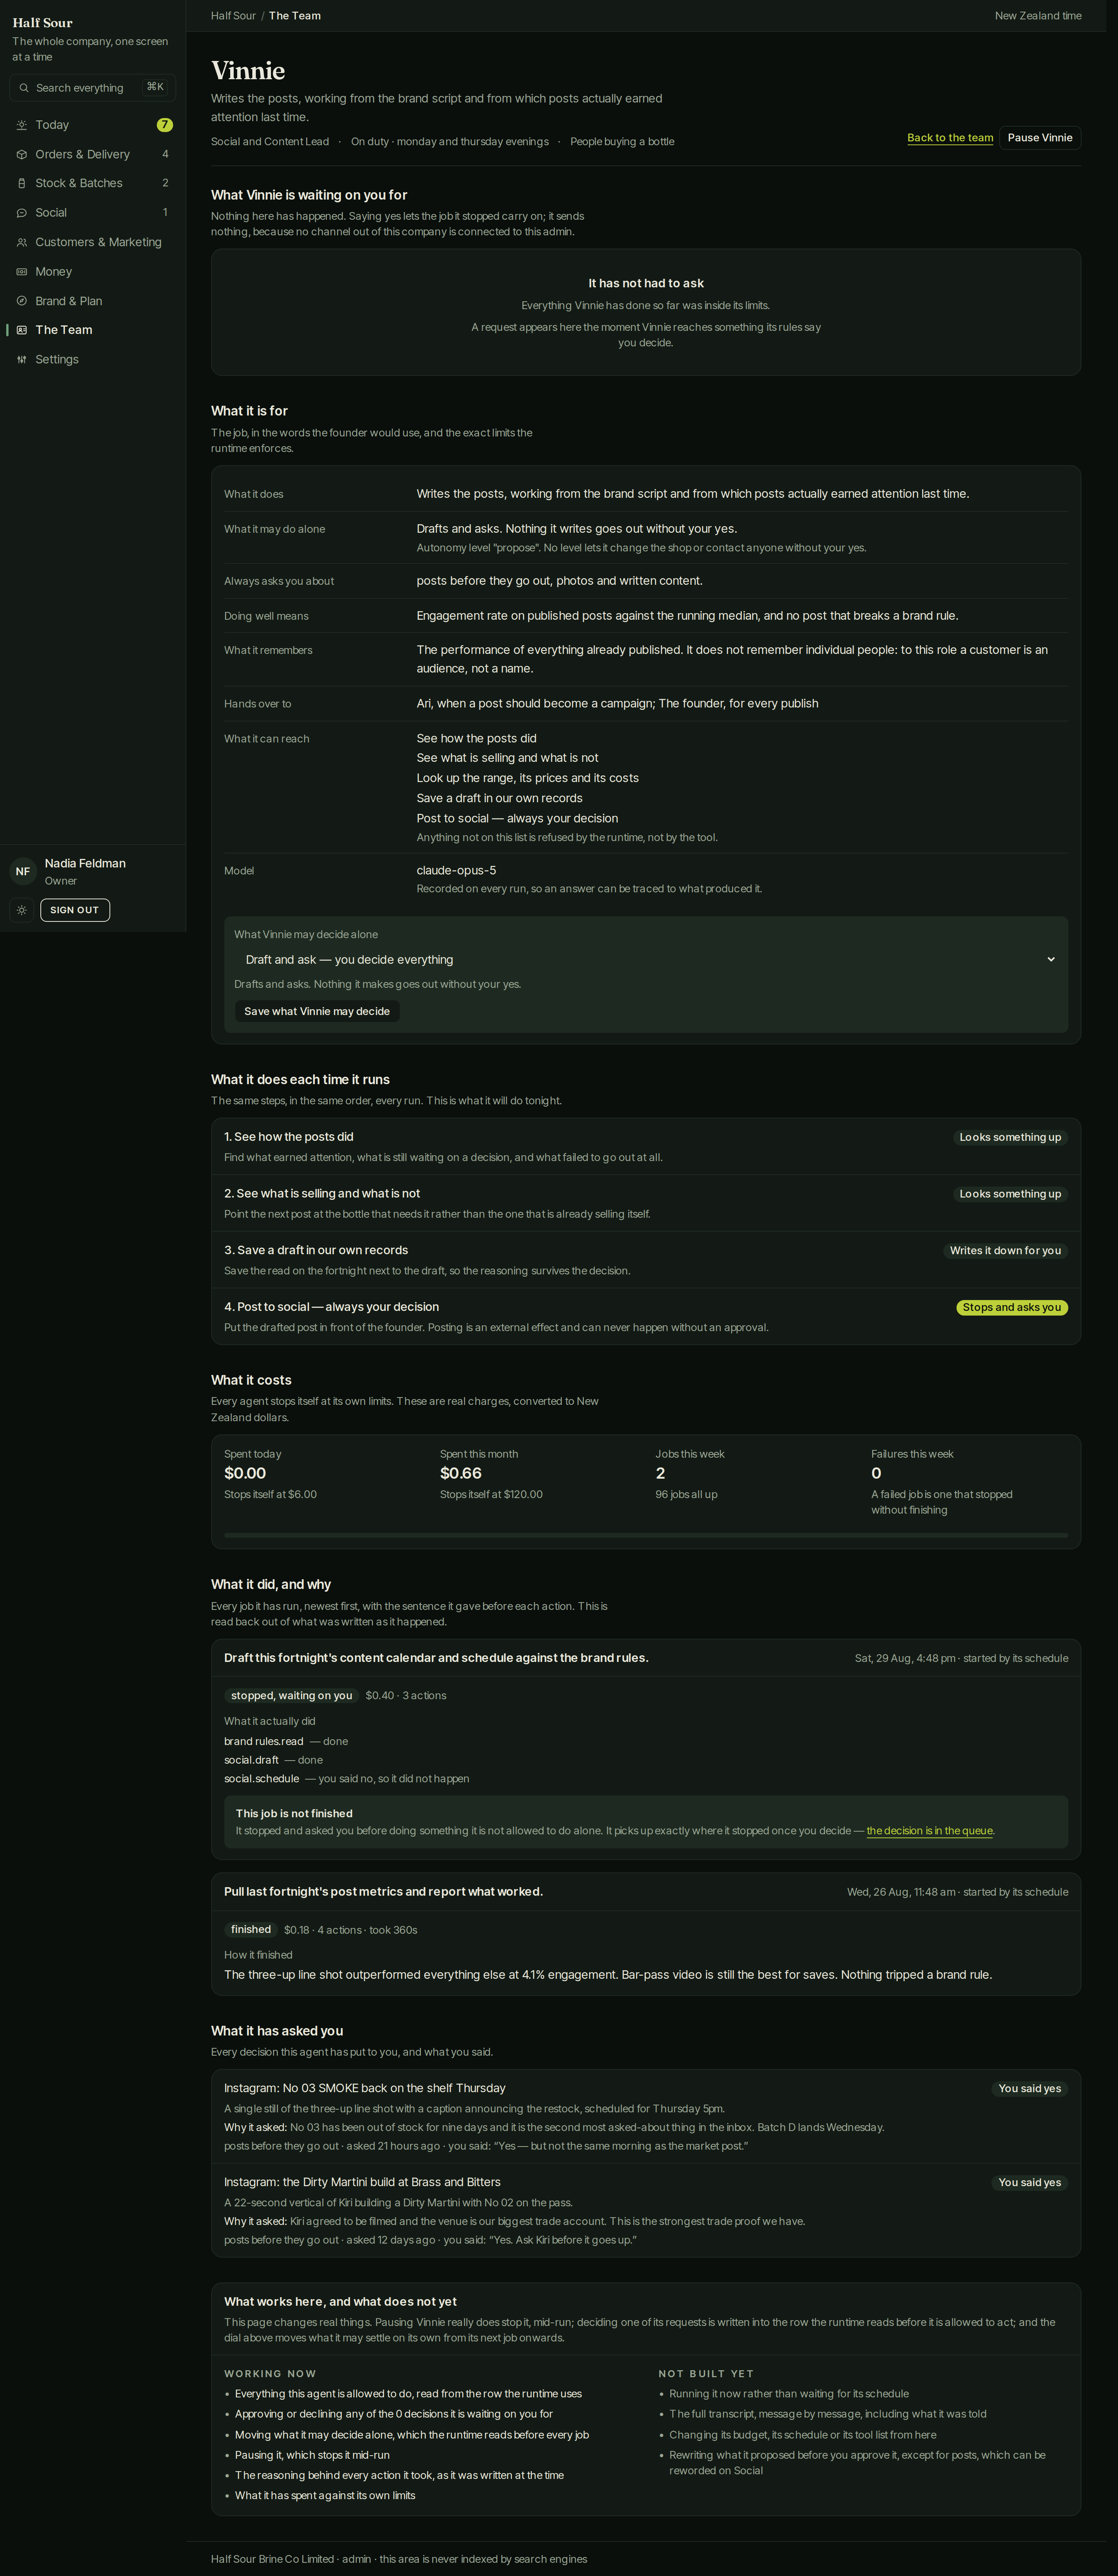 Half Sour
The whole company, one screen
at a time
Search everything ⌘K
Today 7
Orders & Delivery 4
Stock & Batches 2
Social 1
Customers & Marketing
Money
Brand & Plan
The Team
Settings
NF
Nadia Feldman
Owner
SIGN OUT
Half Sour / The Team
New Zealand time
Vinnie
Writes the posts, working from the brand script and from which posts actually earned
attention last time.
Social and Content Lead · On duty · monday and thursday evenings · People buying a bottle
Back to the team
Pause Vinnie
What Vinnie is waiting on you for
Nothing here has happened. Saying yes lets the job it stopped carry on; it sends
nothing, because no channel out of this company is connected to this admin.
It has not had to ask
Everything Vinnie has done so far was inside its limits.
A request appears here the moment Vinnie reaches something its rules say
you decide.
What it is for
The job, in the words the founder would use, and the exact limits the
runtime enforces.
What it does
Writes the posts, working from the brand script and from which posts actually earned attention last time.
What it may do alone
Drafts and asks. Nothing it writes goes out without your yes.
Autonomy level "propose". No level lets it change the shop or contact anyone without your yes.
Always asks you about
posts before they go out, photos and written content.
Doing well means
Engagement rate on published posts against the running median, and no post that breaks a brand rule.
What it remembers
The performance of everything already published. It does not remember individual people: to this role a customer is an
audience, not a name.
Hands over to
Ari, when a post should become a campaign; The founder, for every publish
What it can reach
See how the posts did
See what is selling and what is not
Look up the range, its prices and its costs
Save a draft in our own records
Post to social — always your decision
Anything not on this list is refused by the runtime, not by the tool.
Model
claude-opus-5
Recorded on every run, so an answer can be traced to what produced it.
What Vinnie may decide alone
Draft and ask — you decide everything
Drafts and asks. Nothing it makes goes out without your yes.
Save what Vinnie may decide
What it does each time it runs
The same steps, in the same order, every run. This is what it will do tonight.
1. See how the posts did
Looks something up
Find what earned attention, what is still waiting on a decision, and what failed to go out at all.
2. See what is selling and what is not
Looks something up
Point the next post at the bottle that needs it rather than the one that is already selling itself.
3. Save a draft in our own records
Writes it down for you
Save the read on the fortnight next to the draft, so the reasoning survives the decision.
4. Post to social — always your decision
Stops and asks you
Put the drafted post in front of the founder. Posting is an external effect and can never happen without an approval.
What it costs
Every agent stops itself at its own limits. These are real charges, converted to New
Zealand dollars.
Spent today
$0.00
Stops itself at $6.00
Spent this month
$0.66
Stops itself at $120.00
Jobs this week
2
96 jobs all up
Failures this week
0
A failed job is one that stopped
without finishing
What it did, and why
Every job it has run, newest first, with the sentence it gave before each action. This is
read back out of what was written as it happened.
Draft this fortnight's content calendar and schedule against the brand rules.
Sat, 29 Aug, 4:48 pm · started by its schedule
stopped, waiting on you $0.40 · 3 actions
What it actually did
brand rules.read — done
social.draft — done
social.schedule — you said no, so it did not happen
This job is not finished
It stopped and asked you before doing something it is not allowed to do alone. It picks up exactly where it stopped once you decide — the decision is in the queue.
Pull last fortnight's post metrics and report what worked.
Wed, 26 Aug, 11:48 am · started by its schedule
finished $0.18 · 4 actions · took 360s
How it finished
The three-up line shot outperformed everything else at 4.1% engagement. Bar-pass video is still the best for saves. Nothing tripped a brand rule.
What it has asked you
Every decision this agent has put to you, and what you said.
Instagram: No 03 SMOKE back on the shelf Thursday
You said yes
A single still of the three-up line shot with a caption announcing the restock, scheduled for Thursday 5pm.
Why it asked: No 03 has been out of stock for nine days and it is the second most asked-about thing in the inbox. Batch D lands Wednesday.
posts before they go out · asked 21 hours ago · you said: “Yes — but not the same morning as the market post.”
Instagram: the Dirty Martini build at Brass and Bitters
You said yes
A 22-second vertical of Kiri building a Dirty Martini with No 02 on the pass.
Why it asked: Kiri agreed to be filmed and the venue is our biggest trade account. This is the strongest trade proof we have.
posts before they go out · asked 12 days ago · you said: “Yes. Ask Kiri before it goes up.”
What works here, and what does not yet
This page changes real things. Pausing Vinnie really does stop it, mid-run; deciding one of its requests is written into the row the runtime reads before it is allowed to act; and the
dial above moves what it may settle on its own from its next job onwards.
WORKING NOW
• Everything this agent is allowed to do, read from the row the runtime uses
• Approving or declining any of the 0 decisions it is waiting on you for
• Moving what it may decide alone, which the runtime reads before every job
• Pausing it, which stops it mid-run
• The reasoning behind every action it took, as it was written at the time
• What it has spent against its own limits
NOT BUILT YET
• Running it now rather than waiting for its schedule
• The full transcript, message by message, including what it was told
• Changing its budget, its schedule or its tool list from here
• Rewriting what it proposed before you approve it, except for posts, which can be
reworded on Social
Half Sour Brine Co Limited · admin · this area is never indexed by search engines